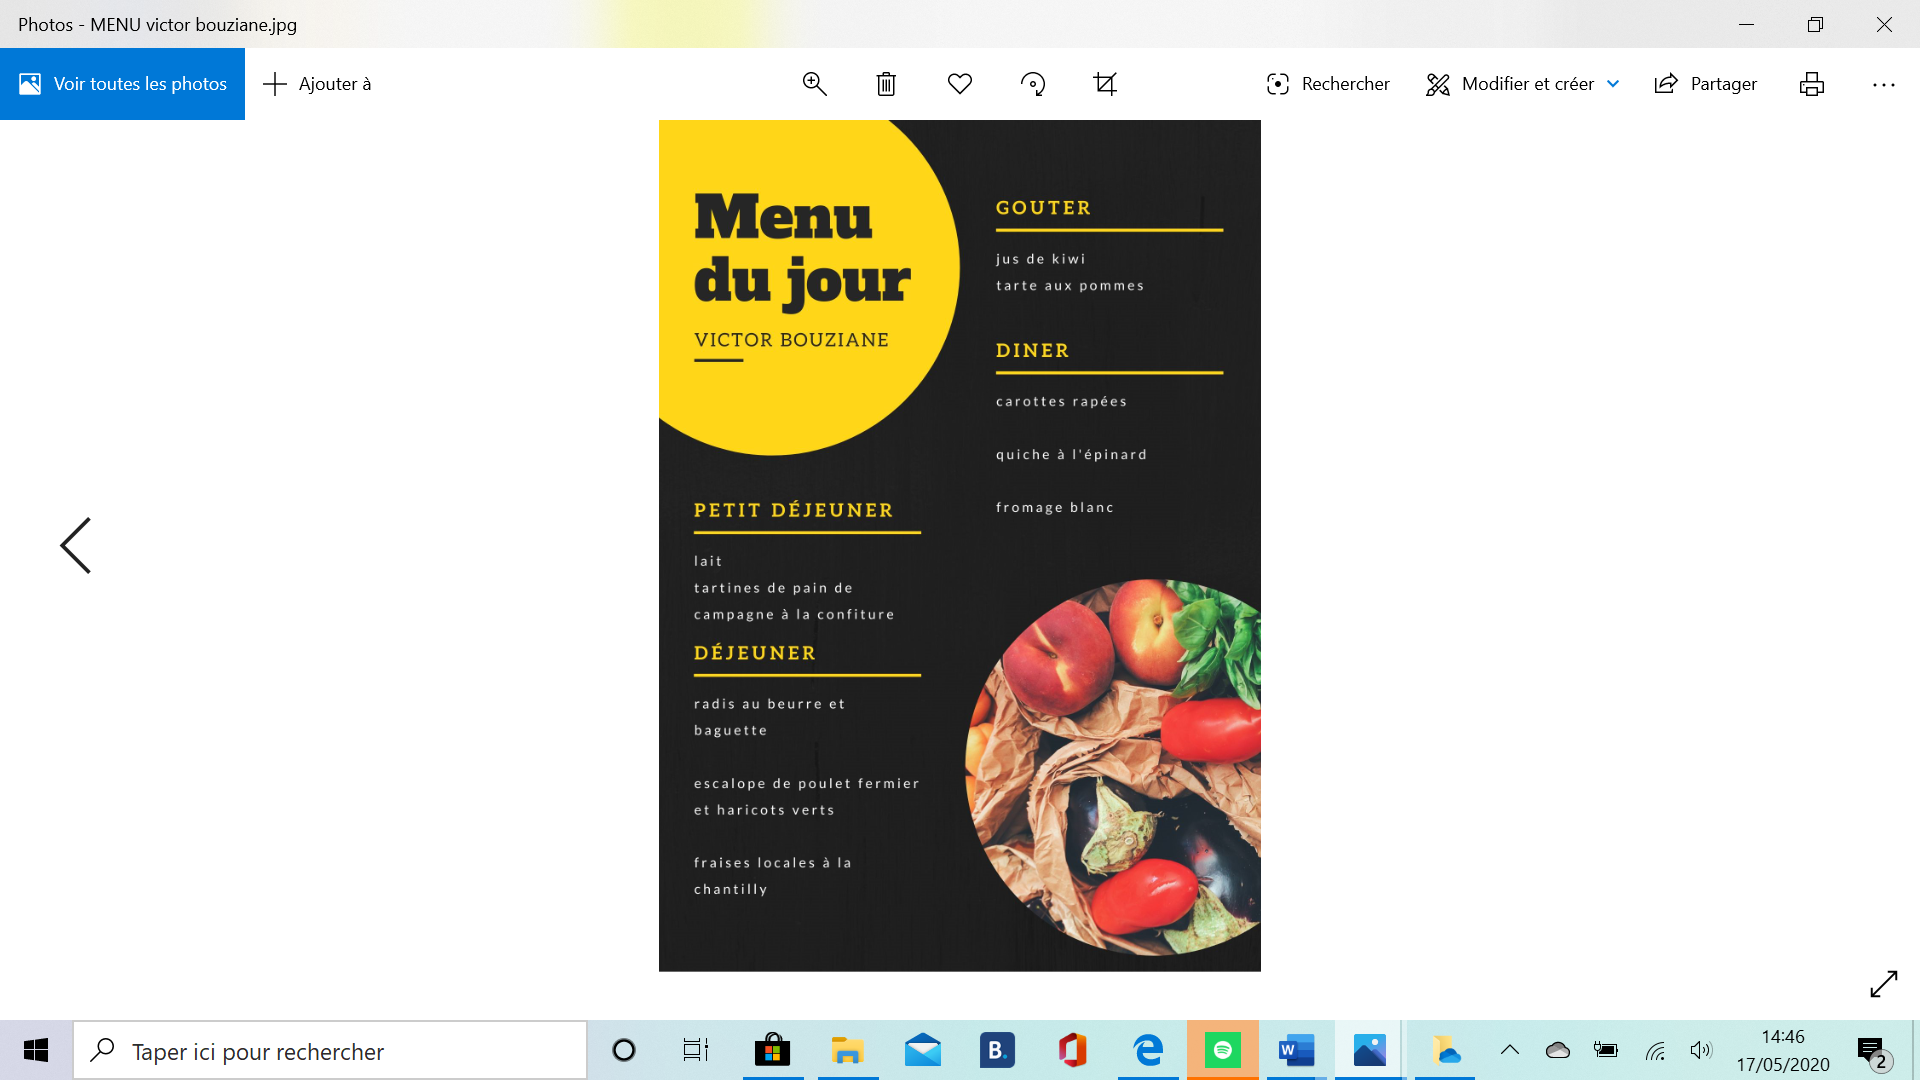 Photos - MENU victor bouziane.jpg
Voir toutes les photos
Ajouter à
Rechercher
Modifier et créer
Partager
Menu
du jour
VICTOR BOUZIANE
PETIT DÉJEUNER
lait
tartines de pain de
campagne à la confiture
DÉJEUNER
radis au beurre et
baguette
escalope de poulet fermier
et haricots verts
fraises locales à la
chantilly
GOUTER
jus de kiwi
tarte aux pommes
DINER
carottes rapées
quiche à l'épinard
fromage blanc
Taper ici pour rechercher
B.
W
14:46
17/05/2020
2